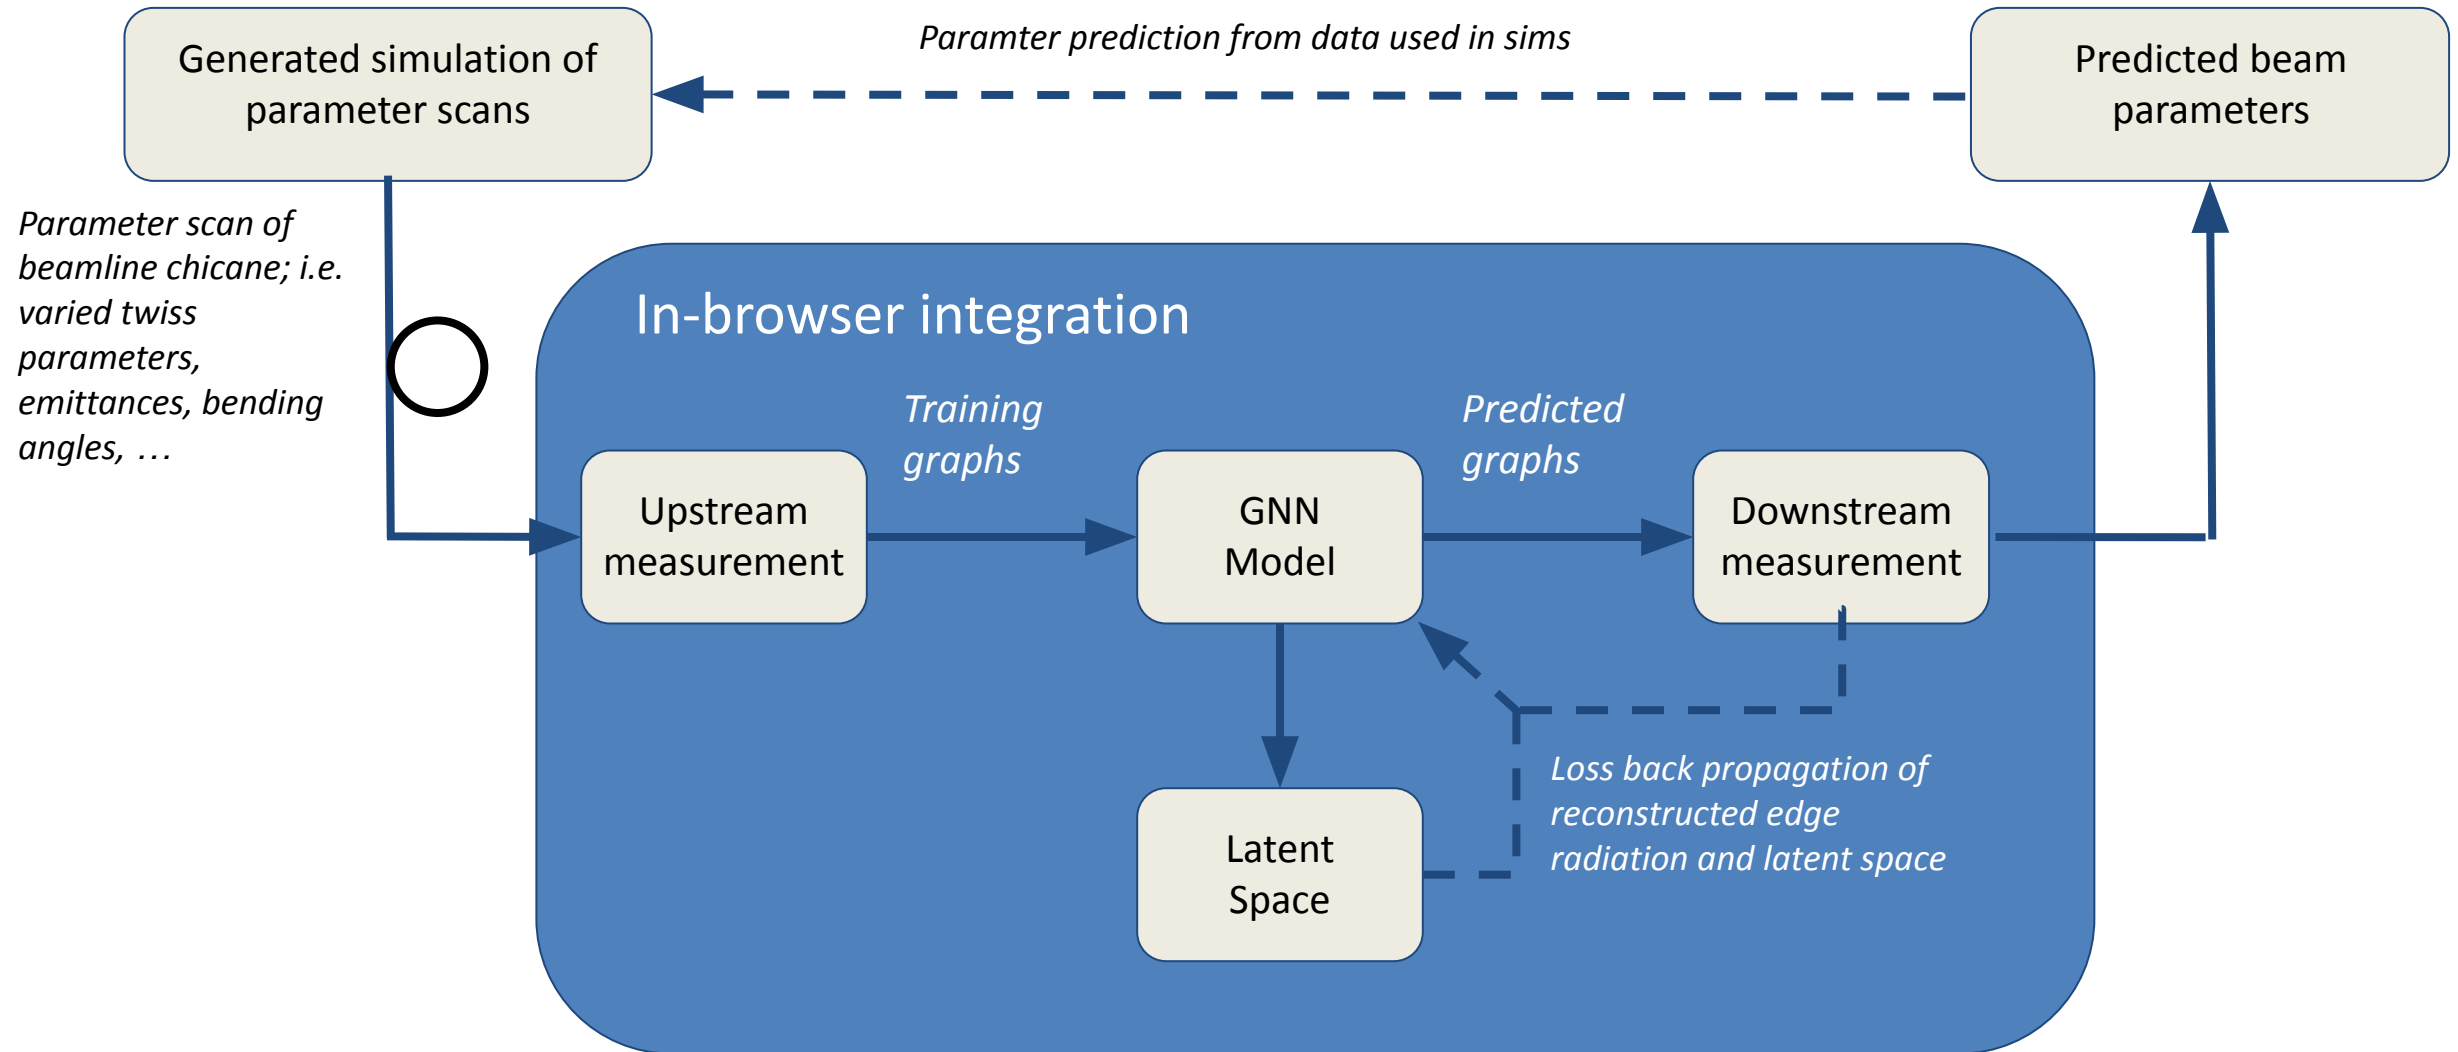 Generated simulation of
parameter scans
Paramter prediction from data used in sims
Predicted beam
parameters
Parameter scan of
beamline chicane; i.e.
varied twiss
parameters,
emittances, bending
angles, …
In-browser integration
Training
graphs
Predicted
graphs
Upstream
measurement
GNN
Model
Downstream
measurement
Loss back propagation of
reconstructed edge
radiation and latent space
Latent
Space